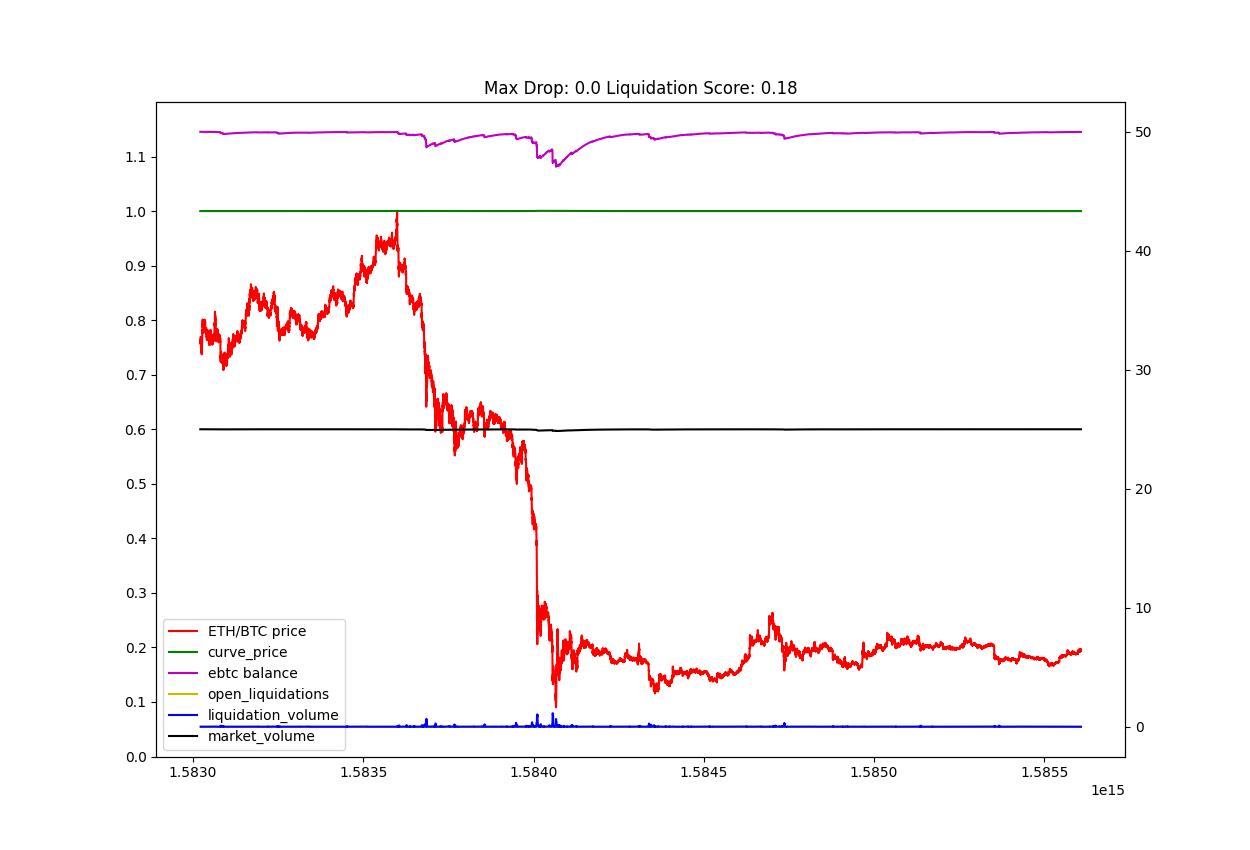 Max Drop: 0.0 Liquidation Score: 0.18
1.1
1.0
0.9
0.8
0.7
0.6
0.5
0.4
0.3
0.2
0.1
0.0
50
40
30
20
10
0
ETH/BTC price
curve_price
ebtc balance
open_liquidations
liquidation_volume
market_volume
1.5830 1.5835 1.5840 1.5845 1.5850 1.5855
1e15